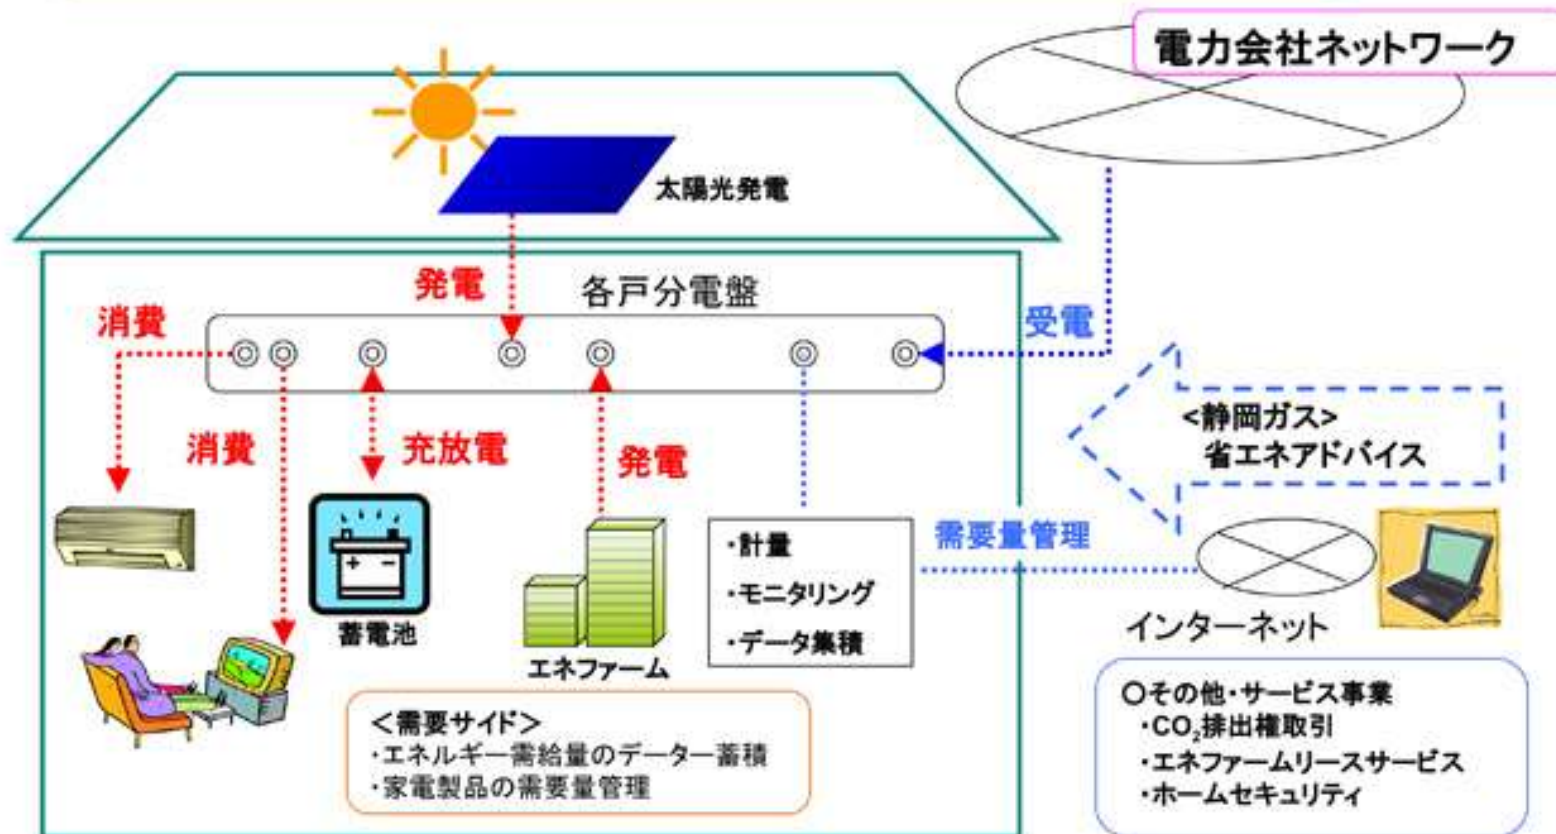 電力会社ネットワーク
太陽光発電
発電
各戸分電盤
消費
受電
<静岡ガス>
省エネアドバイス
消費
充放電
発電
・計量
・モニタリング
・データ集積
需要量管理
蓄電池
エネファーム
インターネット
＜需要サイド＞
・エネルギー需給量のデーター蓄積
・家電製品の需要量管理
〇その他・サービス事業
・CO₂排出権取引
・エネファームリースサービス
・ホームセキュリティ